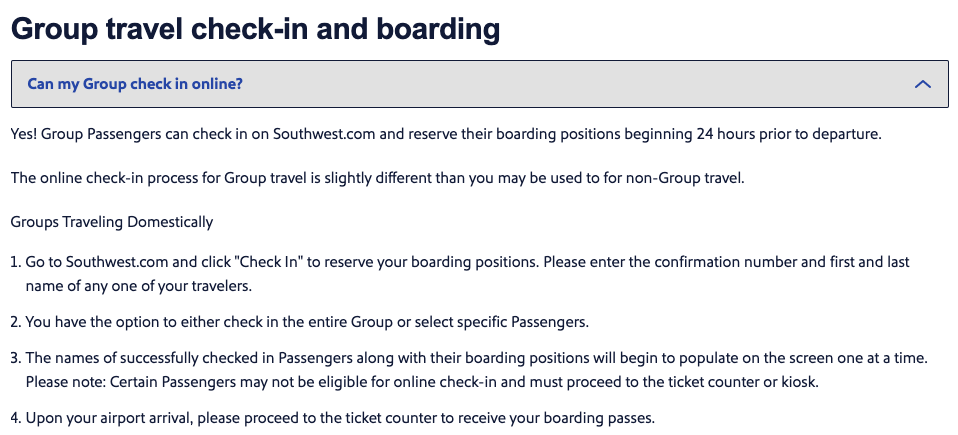 Group travel check-in and boarding
Can my Group check in online?
Yes! Group Passengers can check in on Southwest.com and reserve their boarding positions beginning 24 hours prior to departure.
The online check-in process for Group travel is slightly different than you may be used to for non-Group travel.
Groups Traveling Domestically
1. Go to Southwest.com and click "Check In" to reserve your boarding positions. Please enter the confirmation number and first and last
name of any one of your travelers.
2. You have the option to either check in the entire Group or select specific Passengers.
3. The names of successfully checked in Passengers along with their boarding positions will begin to populate on the screen one at a time.
Please note: Certain Passengers may not be eligible for online check-in and must proceed to the ticket counter or kiosk.
4. Upon your airport arrival, please proceed to the ticket counter to receive your boarding passes.